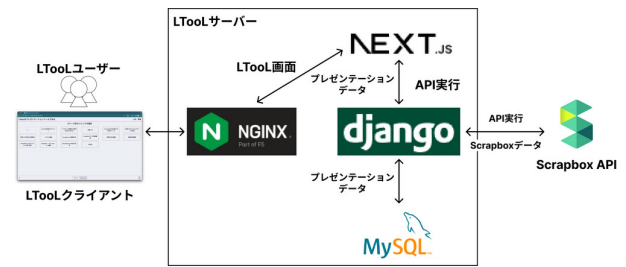 LTooLサーバー
NEXT.JS
LTooLユーザー
LTooL画面
プレゼンテーション
データ
API実行
NGINX
Part of F5
django
API実行
Scrapboxデータ
Scrapbox API
LTooLクライアント
プレゼンテーション
データ
MySQL